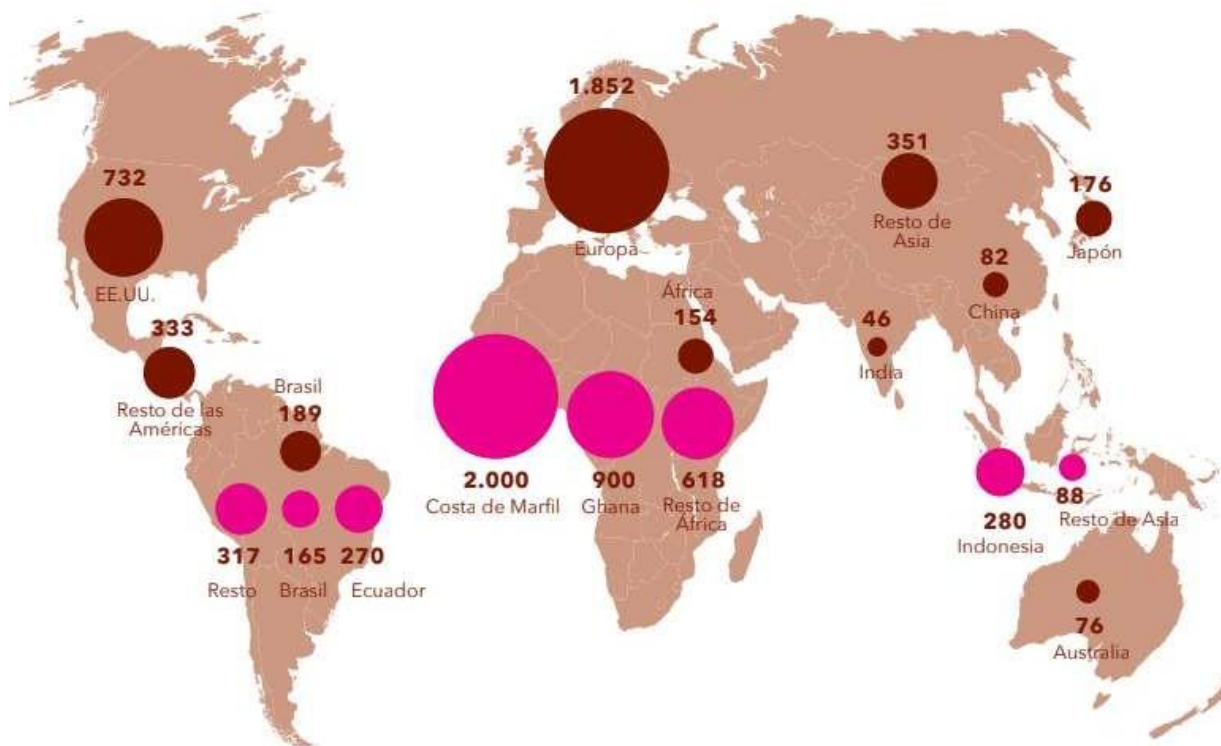 1.852
351
732
176
Resto de
Asia
Europa
Japón
82
África
EE.UU.
China
333
154
46
India
Brasil
Resto de las
Américas
189
2.000
900
618
Costa de Marfil
Ghana
Resto de
África
88
Resto de Asia
280
Indonesia
317
165
270
Resto
Brasil
Ecuador
76
Australia